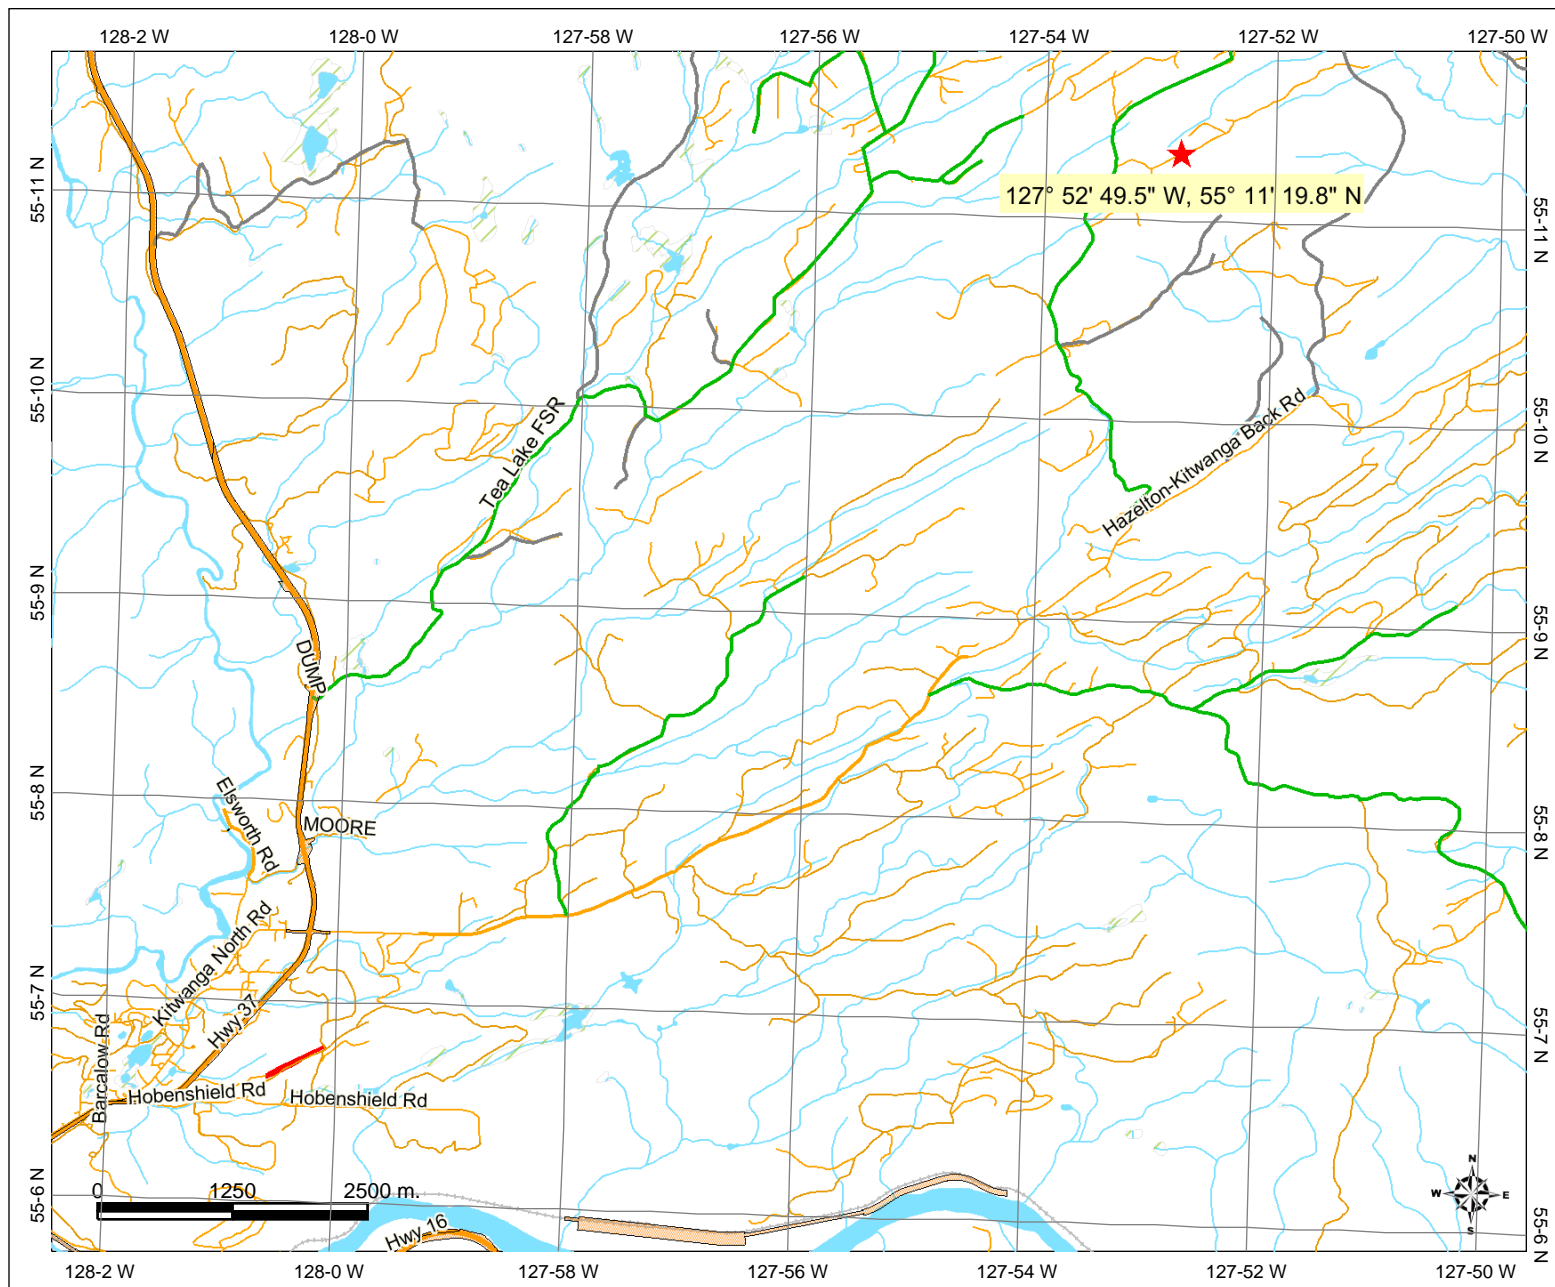 128-2 W 128-0 W 127-58 W 127-56 W 127-54 W 127-52 W 127-50 W
55-11 N
127° 52' 49.5" W, 55° 11' 19.8" N
55-11 N
55-10 N
Tea Lake FSR
Hazelton-Kitwanga Back Rd
55-10 N
55-9 N
55-9 N
DUMP
55-8 N
Elsworth Rd
MOORE
55-8 N
Kitwanga North Rd
55-7 N
Hwy 37
55-7 N
Barcalow Rd
Hobenshield Rd
Hobenshield Rd
55-6 N
0 1250 2500 m.
N
W E
S
Hwy 16
55-6 N
128-2 W 128-0 W 127-58 W 127-56 W 127-54 W 127-52 W 127-50 W